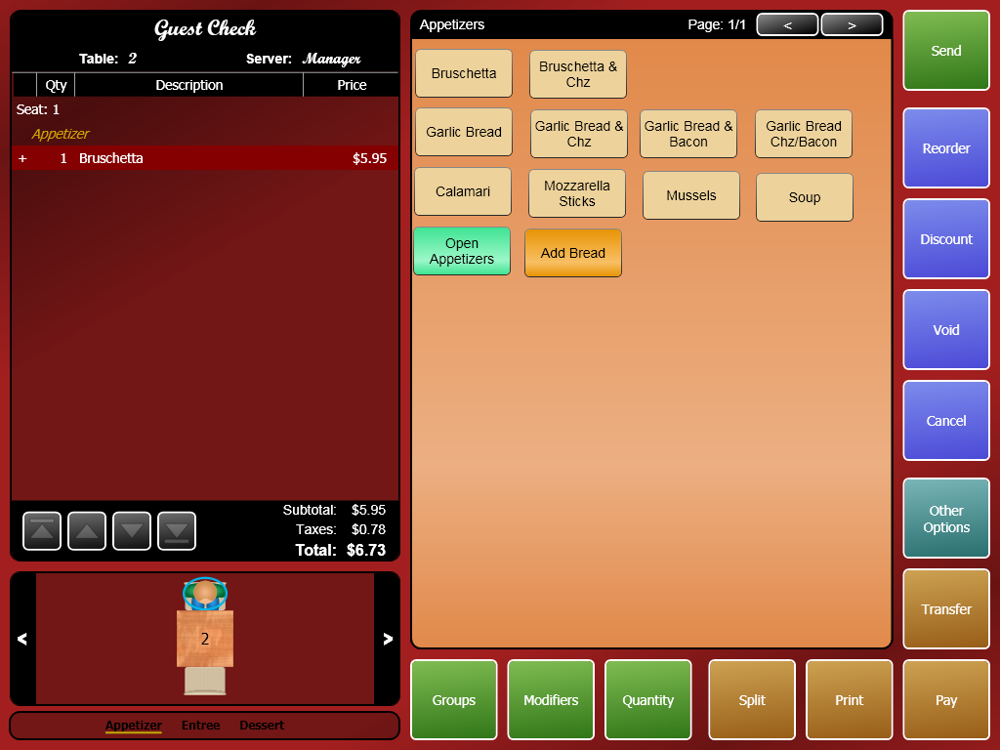 Guest Check
Table: 2 Server: Manager
Qty Description Price
Seat: 1
Appetizer
+ 1 Bruschetta $5.95
Subtotal: $5.95
Taxes: $0.78
Total: $6.73
< 2 >
Appetizer Entree Dessert
Appetizers Page: 1/1 < >
Bruschetta
Bruschetta &
Chz
Garlic Bread
Garlic Bread &
Chz
Garlic Bread &
Bacon
Garlic Bread
Chz/Bacon
Calamari
Mozzarella
Sticks
Mussels
Soup
Open
Appetizers
Add Bread
Groups
Modifiers
Quantity
Split
Print
Pay
Send
Reorder
Discount
Void
Cancel
Other
Options
Transfer